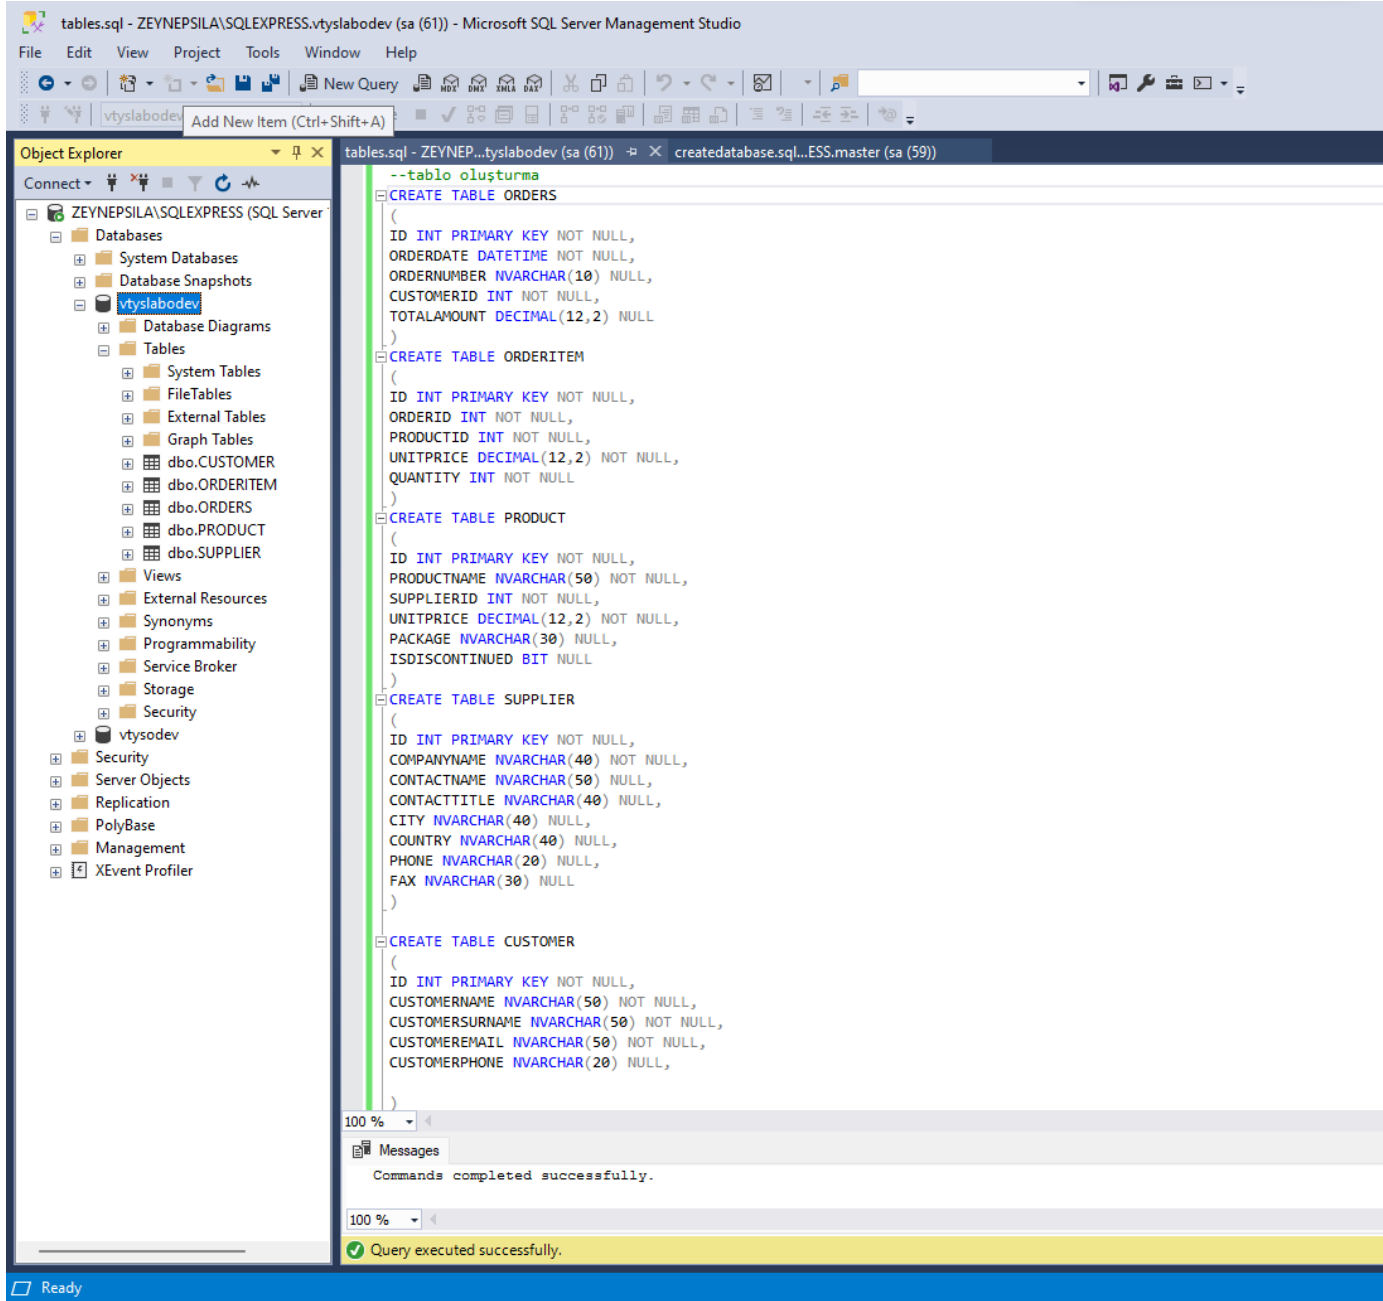 tables.sql - ZEYNEPSILA\SQLEXPRESS.vtyslabodev (sa (61)) - Microsoft SQL Server Management Studio
File Edit View Project Tools Window Help
New Query MDX DMX XMLA DAX
vtyslabodev
Add New Item (Ctrl+Shift+A)
Object Explorer
Connect
ZEYNEPSILA\SQLEXPRESS (SQL Server
Databases
System Databases
Database Snapshots
vtyslabodev
Database Diagrams
Tables
System Tables
FileTables
External Tables
Graph Tables
dbo.CUSTOMER
dbo.ORDERITEM
dbo.ORDERS
dbo.PRODUCT
dbo.SUPPLIER
Views
External Resources
Synonyms
Programmability
Service Broker
Storage
Security
vtysodev
Security
Server Objects
Replication
PolyBase
Management
XEvent Profiler
tables.sql - ZEYNEP...tyslabodev (sa (61)) createdatabase.sql...ESS.master (sa (59))
--tablo oluşturma
CREATE TABLE ORDERS
(
ID INT PRIMARY KEY NOT NULL,
ORDERDATE DATETIME NOT NULL,
ORDERNUMBER NVARCHAR(10) NULL,
CUSTOMERID INT NOT NULL,
TOTALAMOUNT DECIMAL(12,2) NULL
)
CREATE TABLE ORDERITEM
(
ID INT PRIMARY KEY NOT NULL,
ORDERID INT NOT NULL,
PRODUCTID INT NOT NULL,
UNITPRICE DECIMAL(12,2) NOT NULL,
QUANTITY INT NOT NULL
)
CREATE TABLE PRODUCT
(
ID INT PRIMARY KEY NOT NULL,
PRODUCTNAME NVARCHAR(50) NOT NULL,
SUPPLIERID INT NOT NULL,
UNITPRICE DECIMAL(12,2) NOT NULL,
PACKAGE NVARCHAR(30) NULL,
ISDISCONTINUED BIT NULL
)
CREATE TABLE SUPPLIER
(
ID INT PRIMARY KEY NOT NULL,
COMPANYNAME NVARCHAR(40) NOT NULL,
CONTACTNAME NVARCHAR(50) NULL,
CONTACTTITLE NVARCHAR(40) NULL,
CITY NVARCHAR(40) NULL,
COUNTRY NVARCHAR(40) NULL,
PHONE NVARCHAR(20) NULL,
FAX NVARCHAR(30) NULL
)
CREATE TABLE CUSTOMER
(
ID INT PRIMARY KEY NOT NULL,
CUSTOMERNAME NVARCHAR(50) NOT NULL,
CUSTOMERSURNAME NVARCHAR(50) NOT NULL,
CUSTOMEREMAIL NVARCHAR(50) NOT NULL,
CUSTOMERPHONE NVARCHAR(20) NULL,
)
100 %
Messages
Commands completed successfully.
100 %
Query executed successfully.
Ready